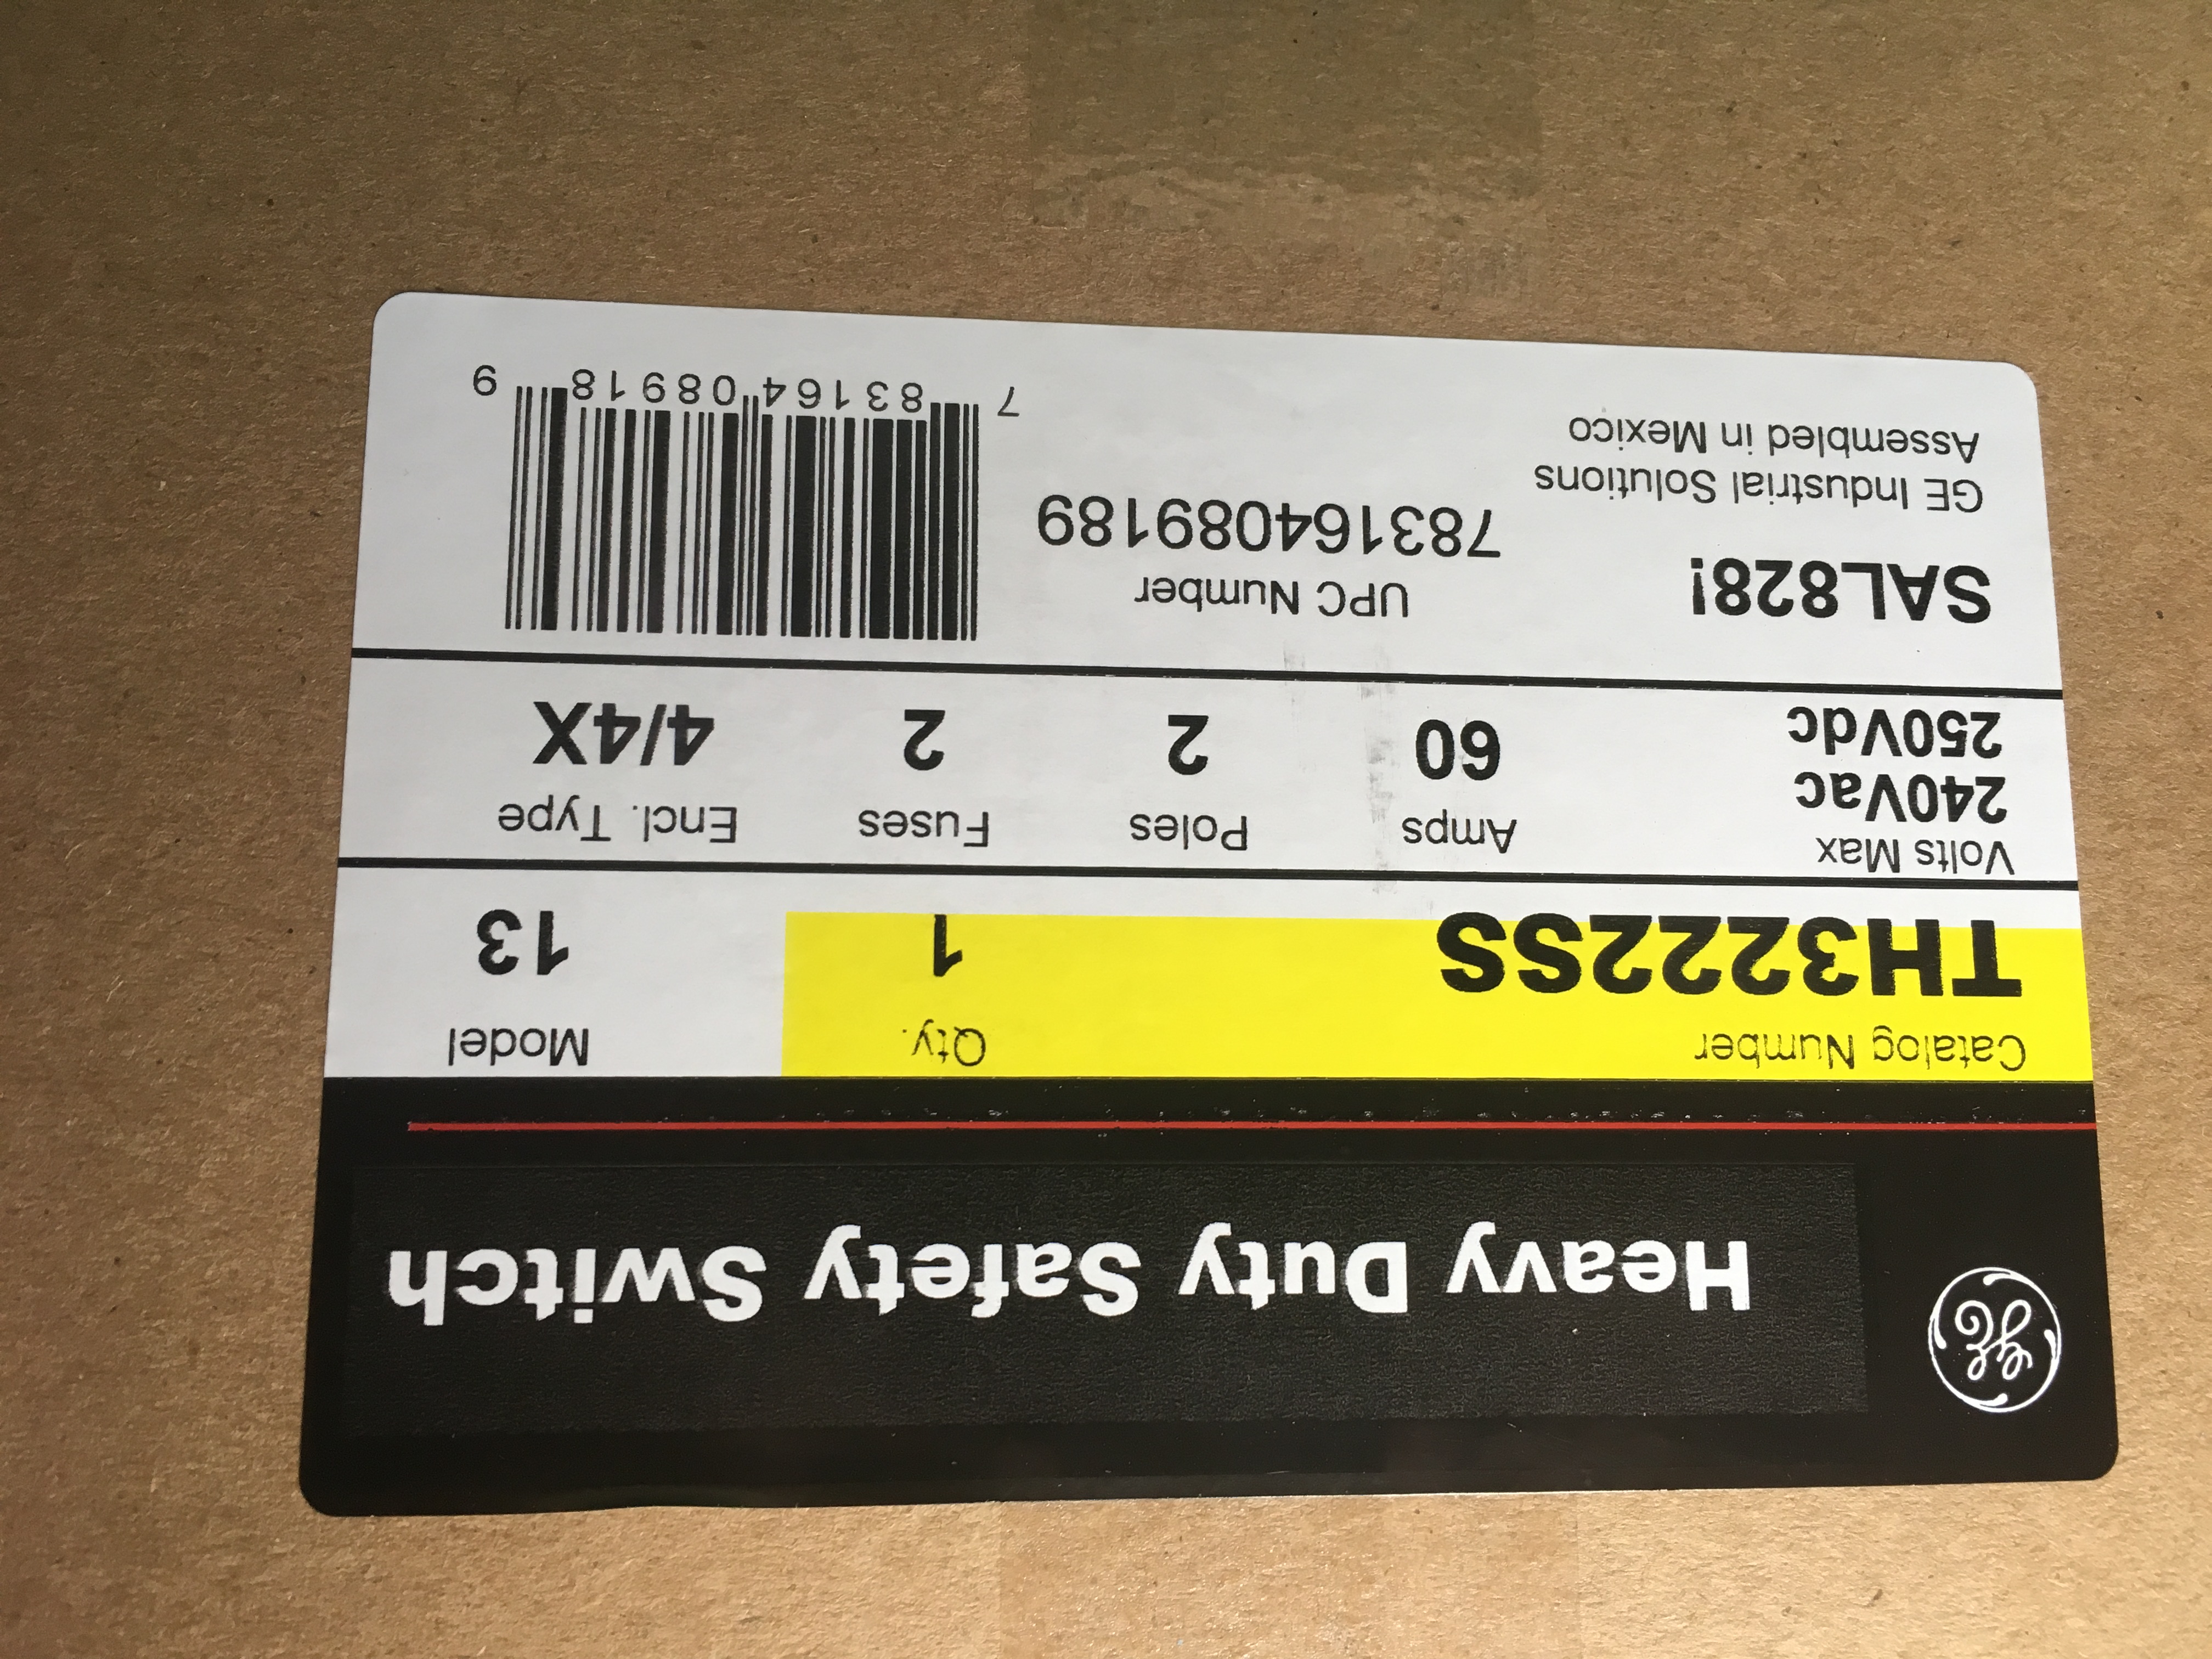 GE
Heavy Duty Safety Switch
Catalog Number Qty. Model
TH3222SS 1 13
Volts Max Amps Poles Fuses Encl. Type
240Vac 60 2 2 4/4X
250Vdc
SAL828!
UPC Number
783164089189
GE Industrial Solutions
Assembled in Mexico
7 83164 08918 9